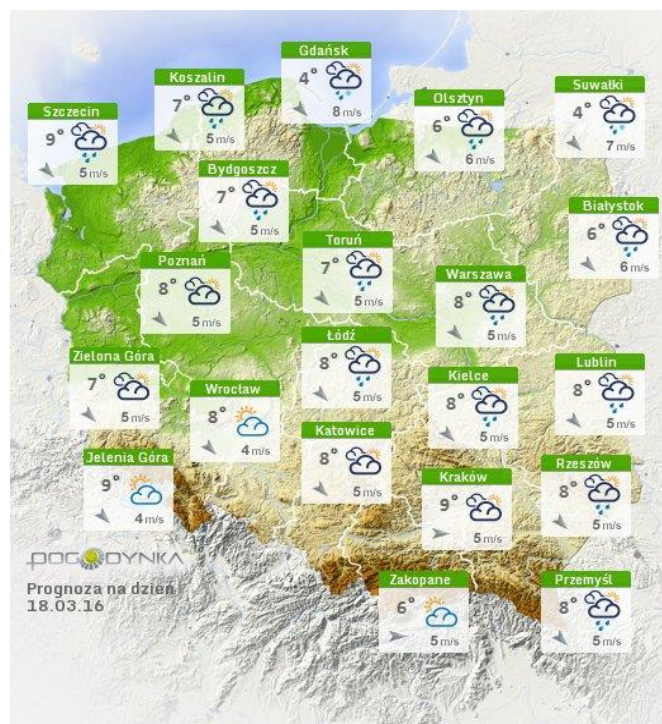 Gdańsk
4°
8 m/s
Koszalin
7°
5 m/s
Suwałki
4°
7 m/s
Olsztyn
6°
6 m/s
Szczecin
9°
5 m/s
Bydgoszcz
7°
5 m/s
Białystok
6°
6 m/s
Toruń
7°
5 m/s
Poznań
8°
5 m/s
Warszawa
8°
5 m/s
Łódź
8°
5 m/s
Zielona Góra
7°
5 m/s
Lublin
8°
5 m/s
Kielce
8°
5 m/s
Wrocław
8°
4 m/s
Katowice
8°
5 m/s
Jelenia Góra
9°
4 m/s
Rzeszów
8°
5 m/s
Kraków
9°
5 m/s
POGODYNKA
Prognoza na dzień
18.03.16
Zakopane
6°
5 m/s
Przemyśl
8°
5 m/s